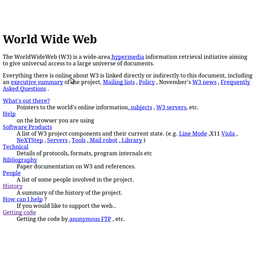 World Wide Web
The WorldWideWeb (W3) is a wide-area hypermedia information retrieval initiative aiming
to give universal access to a large universe of documents.
Everything there is online about W3 is linked directly or indirectly to this document, including
an executive summary of the project, Mailing lists , Policy , November's W3 news , Frequently
Asked Questions .
What's out there?
Pointers to the world's online information, subjects , W3 servers, etc.
Help
on the browser you are using
Software Products
A list of W3 project components and their current state. (e.g. Line Mode ,X11 Viola ,
NeXTStep , Servers , Tools , Mail robot , Library )
Technical
Details of protocols, formats, program internals etc
Bibliography
Paper documentation on W3 and references.
People
A list of some people involved in the project.
History
A summary of the history of the project.
How can I help ?
If you would like to support the web..
Getting code
Getting the code by anonymous FTP , etc.